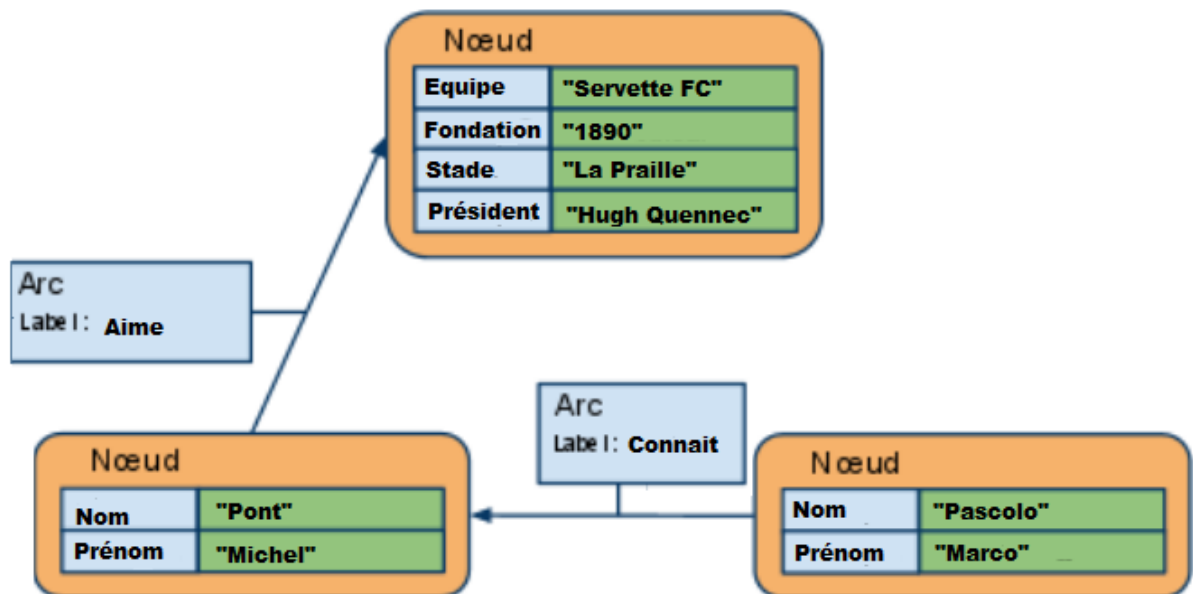 Nœud
Equipe "Servette FC"
Fondation "1890"
Stade "La Praille"
Président "Hugh Quennec"
Arc
Label: Aime
Arc
Label: Connait
Nœud
Nom "Pont"
Prénom "Michel"
Nœud
Nom "Pascolo"
Prénom "Marco"